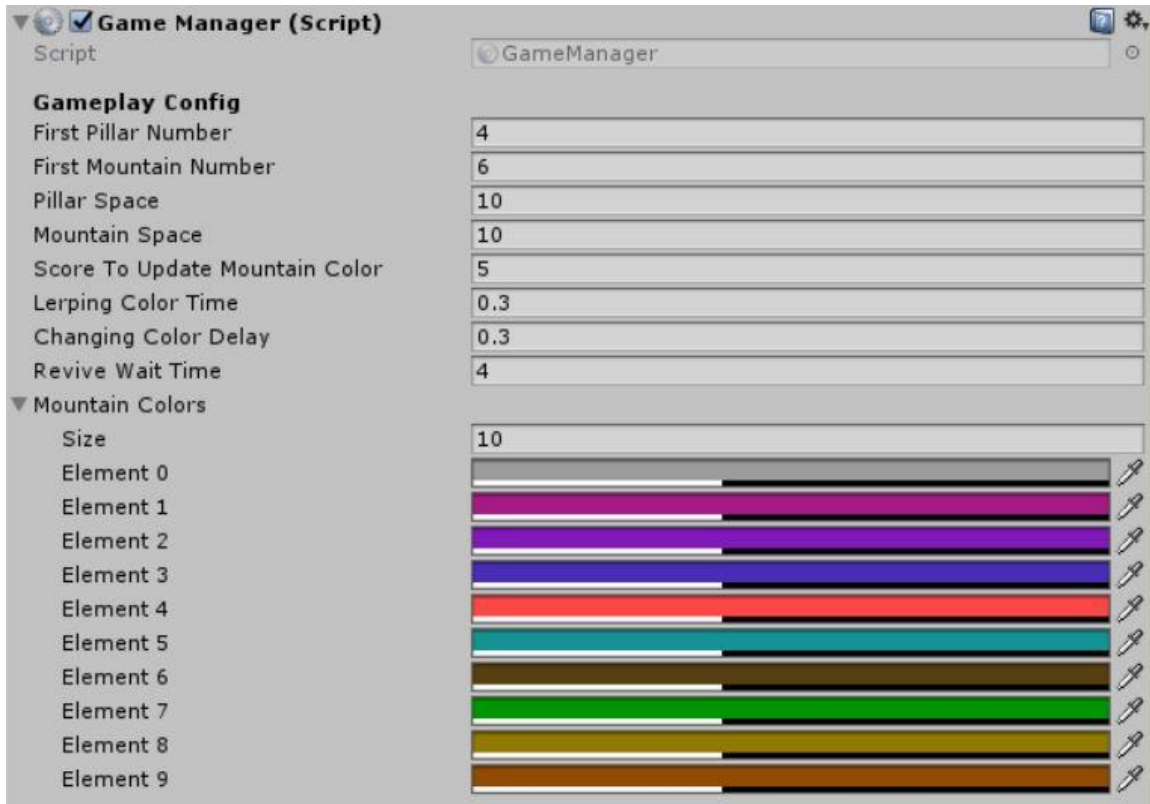 Game Manager (Script)
Script GameManager
Gameplay Config
First Pillar Number 4
First Mountain Number 6
Pillar Space 10
Mountain Space 10
Score To Update Mountain Color 5
Lerping Color Time 0.3
Changing Color Delay 0.3
Revive Wait Time 4
Mountain Colors
Size 10
Element 0
Element 1
Element 2
Element 3
Element 4
Element 5
Element 6
Element 7
Element 8
Element 9